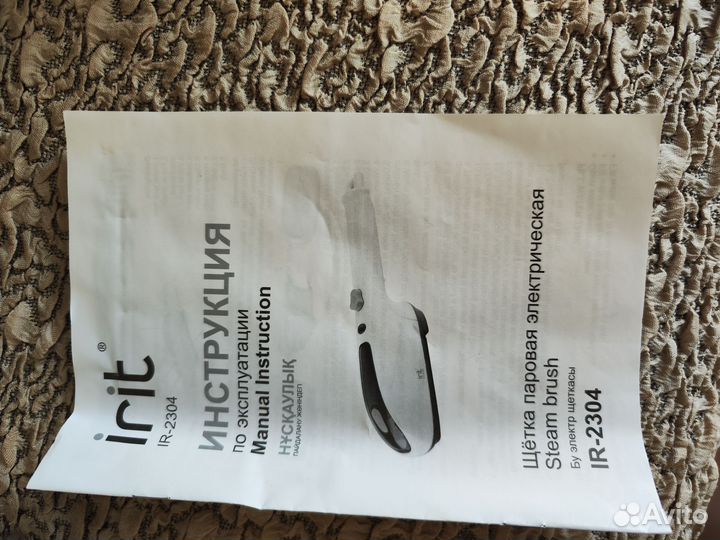 irit®
IR-2304
ИНСТРУКЦИЯ
по эксплуатации
Manual Instruction
НҰСҚАУЛЫҚ
ПАЙДАЛАНУ ЖӨНІНДЕГІ
Щётка паровая электрическая
Steam brush
Бу электр щеткасы
IR-2304
Avito